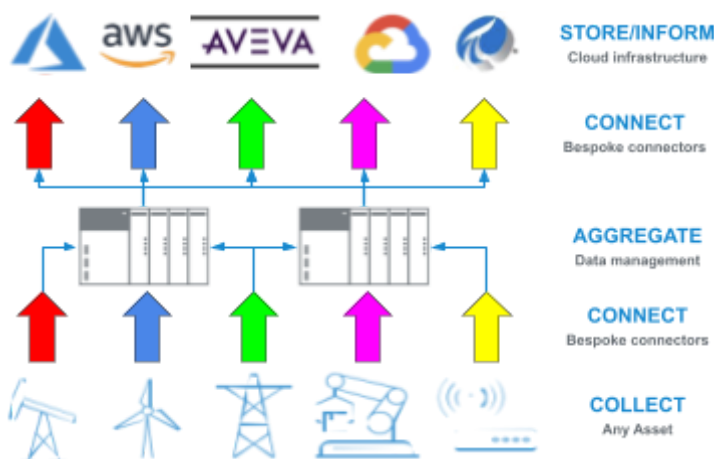 aws
AVEVA
STORE/INFORM
Cloud infrastructure
CONNECT
Bespoke connectors
AGGREGATE
Data management
CONNECT
Bespoke connectors
COLLECT
Any Asset